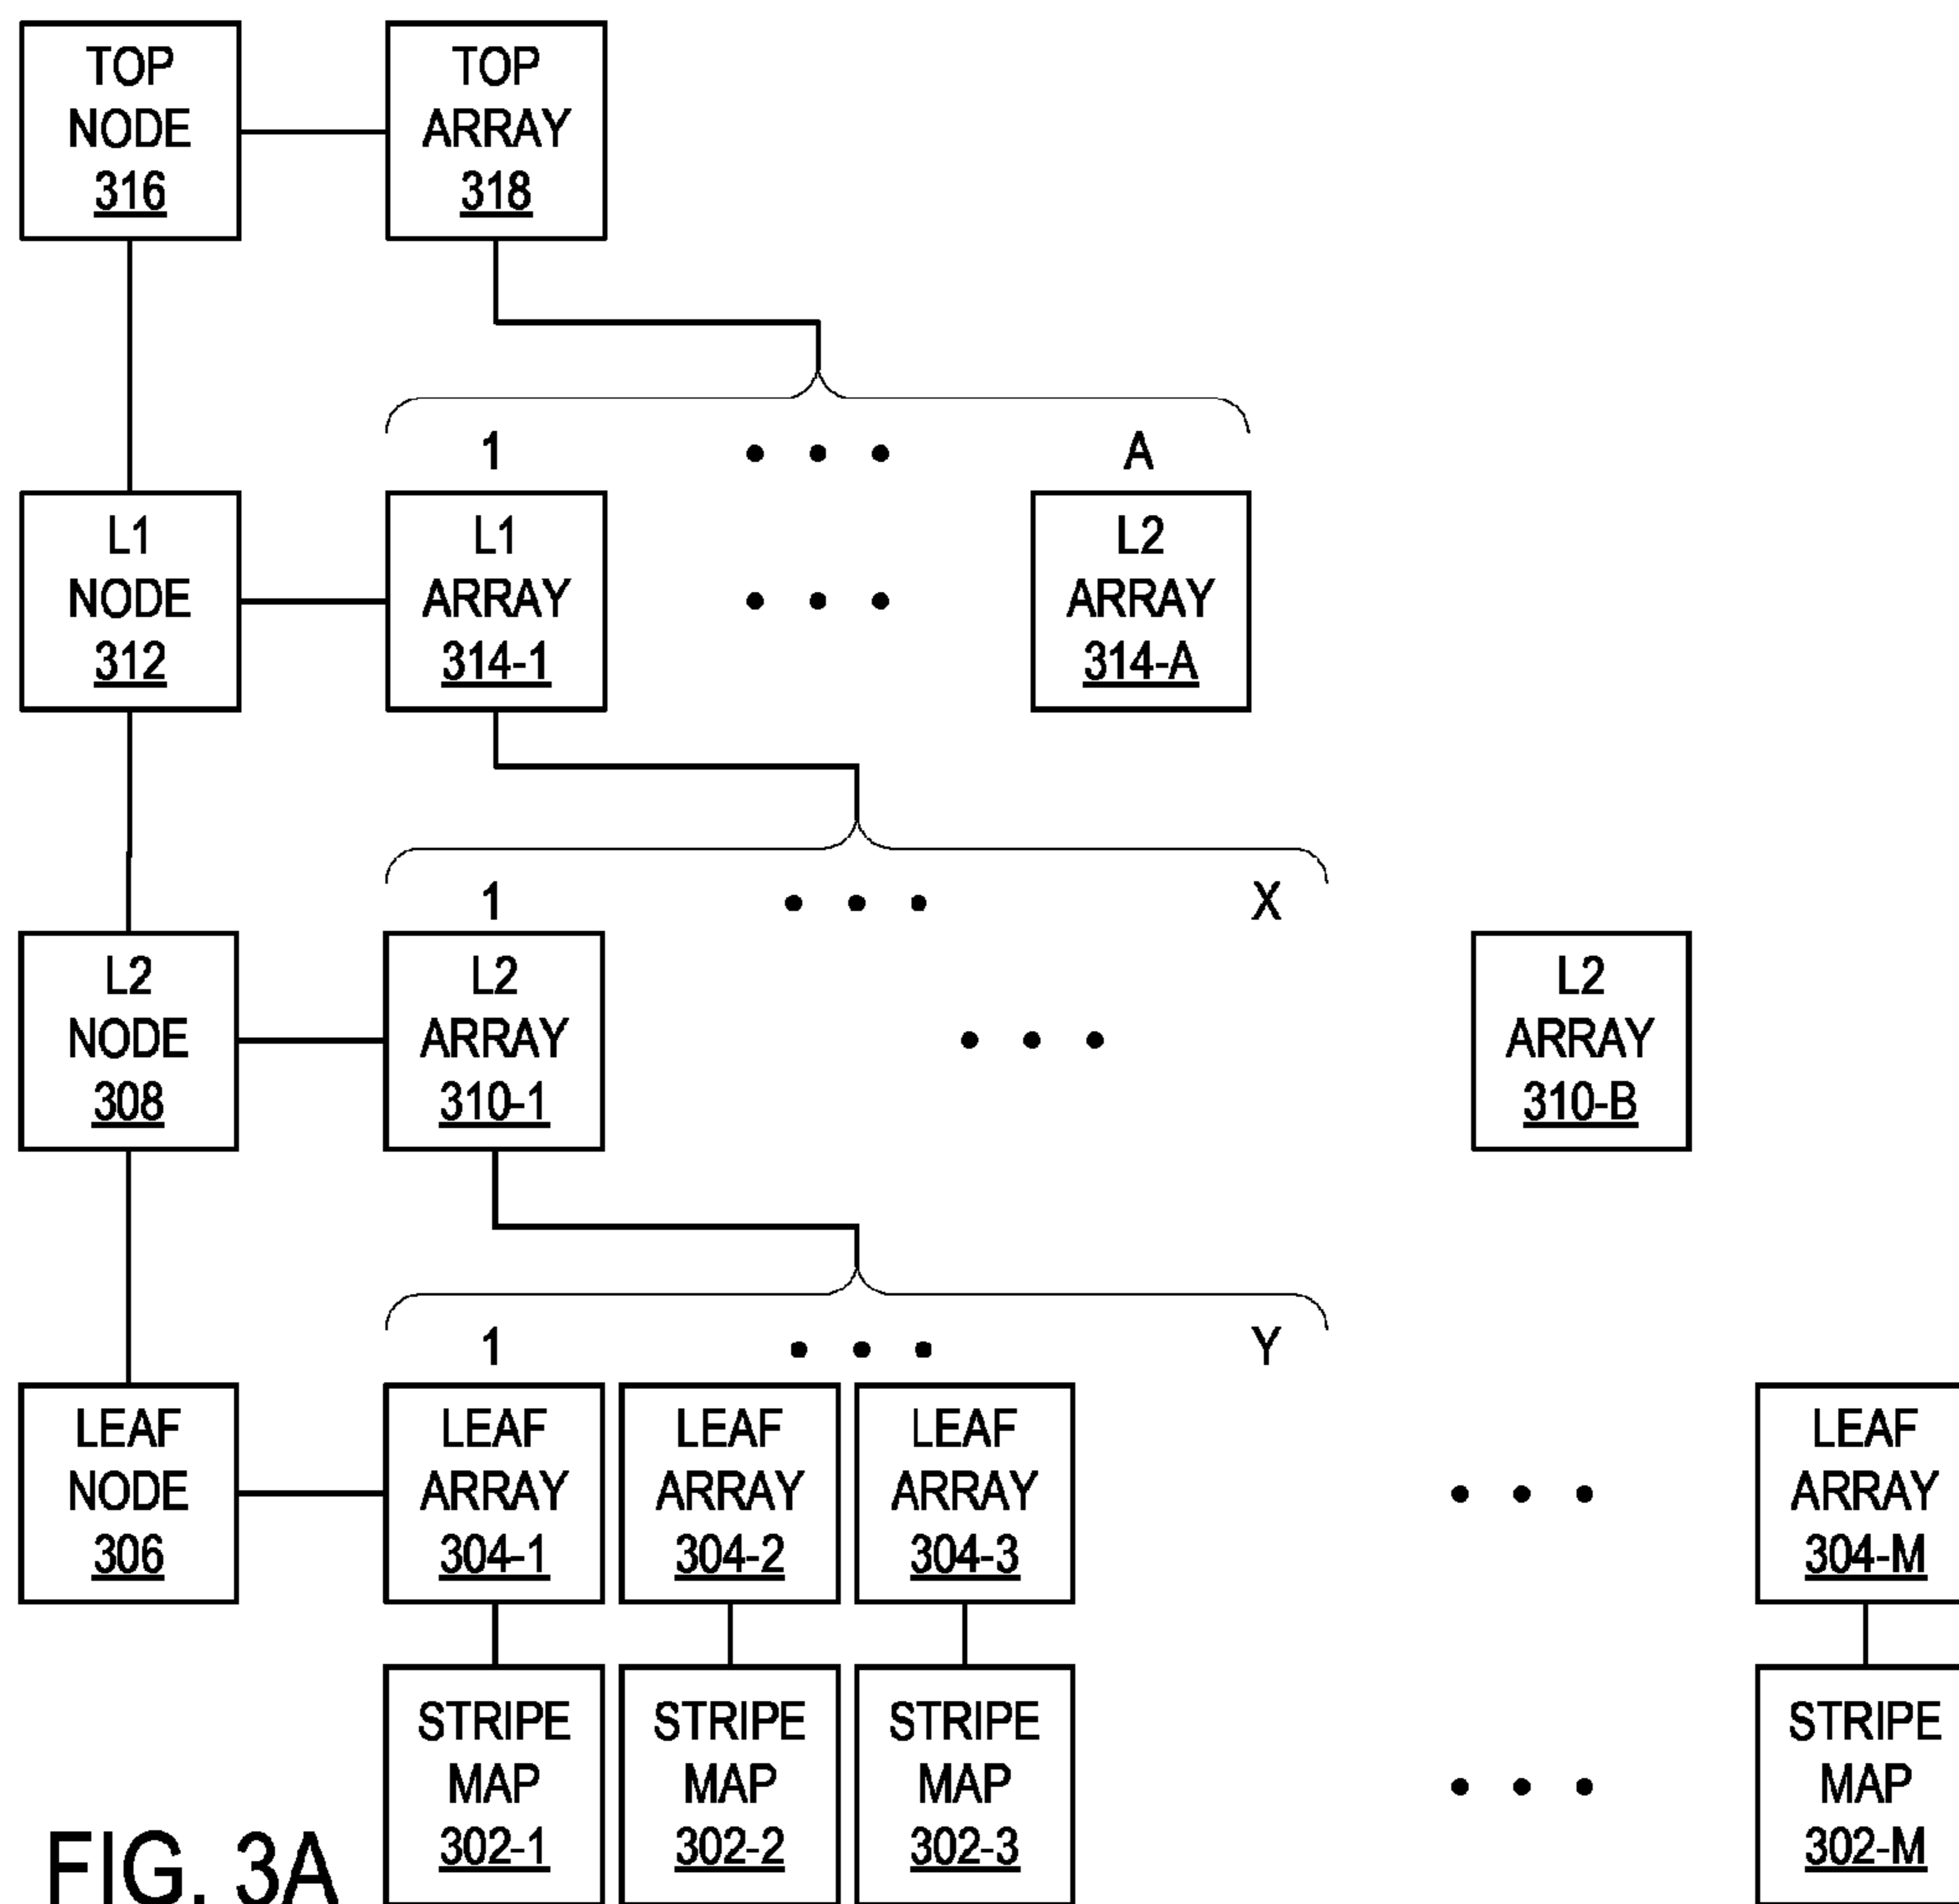 TOP
NODE
316
TOP
ARRAY
318
1 • • • A
L1
NODE
312
L1
ARRAY
314-1
• • •
L2
ARRAY
314-A
1 • • • X
L2
NODE
308
L2
ARRAY
310-1
• • •
L2
ARRAY
310-B
1 • • • Y
LEAF
NODE
306
LEAF
ARRAY
304-1
LEAF
ARRAY
304-2
LEAF
ARRAY
304-3
• • •
LEAF
ARRAY
304-M
STRIPE
MAP
302-1
STRIPE
MAP
302-2
STRIPE
MAP
302-3
• • •
STRIPE
MAP
302-M
FIG. 3A